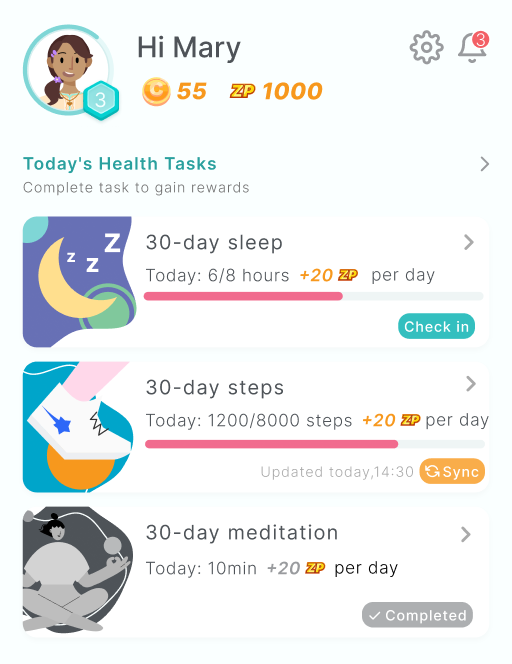 Hi Mary
3
3
C 55 ZP 1000
Today's Health Tasks
Complete task to gain rewards
z z Z
30-day sleep
Today: 6/8 hours +20 ZP per day
Check in
30-day steps
Today: 1200/8000 steps +20 ZP per day
Updated today,14:30 Sync
30-day meditation
Today: 10min +20 ZP per day
Completed